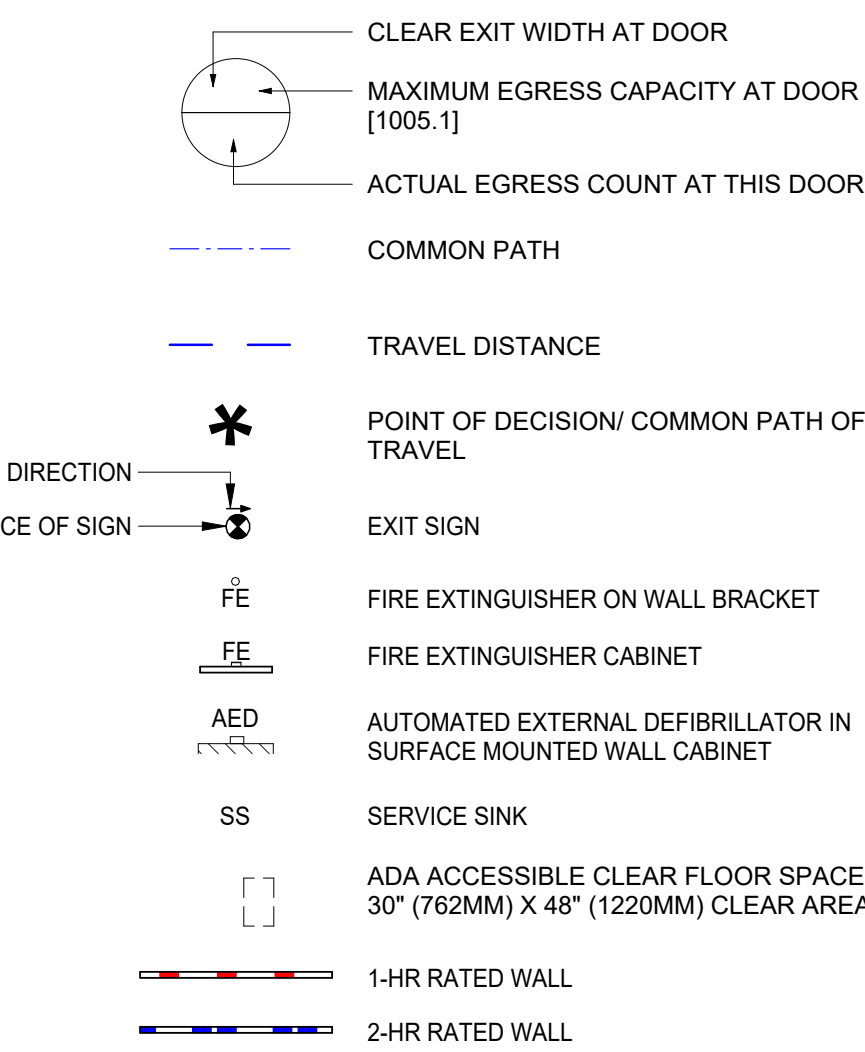 CLEAR EXIT WIDTH AT DOOR
MAXIMUM EGRESS CAPACITY AT DOOR
[1005.1]
ACTUAL EGRESS COUNT AT THIS DOOR
COMMON PATH
TRAVEL DISTANCE
POINT OF DECISION/ COMMON PATH OF
TRAVEL
DIRECTION
CE OF SIGN
EXIT SIGN
FE
FIRE EXTINGUISHER ON WALL BRACKET
FE
FIRE EXTINGUISHER CABINET
AED
AUTOMATED EXTERNAL DEFIBRILLATOR IN
SURFACE MOUNTED WALL CABINET
SS
SERVICE SINK
ADA ACCESSIBLE CLEAR FLOOR SPACE
30" (762MM) X 48" (1220MM) CLEAR AREA
1-HR RATED WALL
2-HR RATED WALL